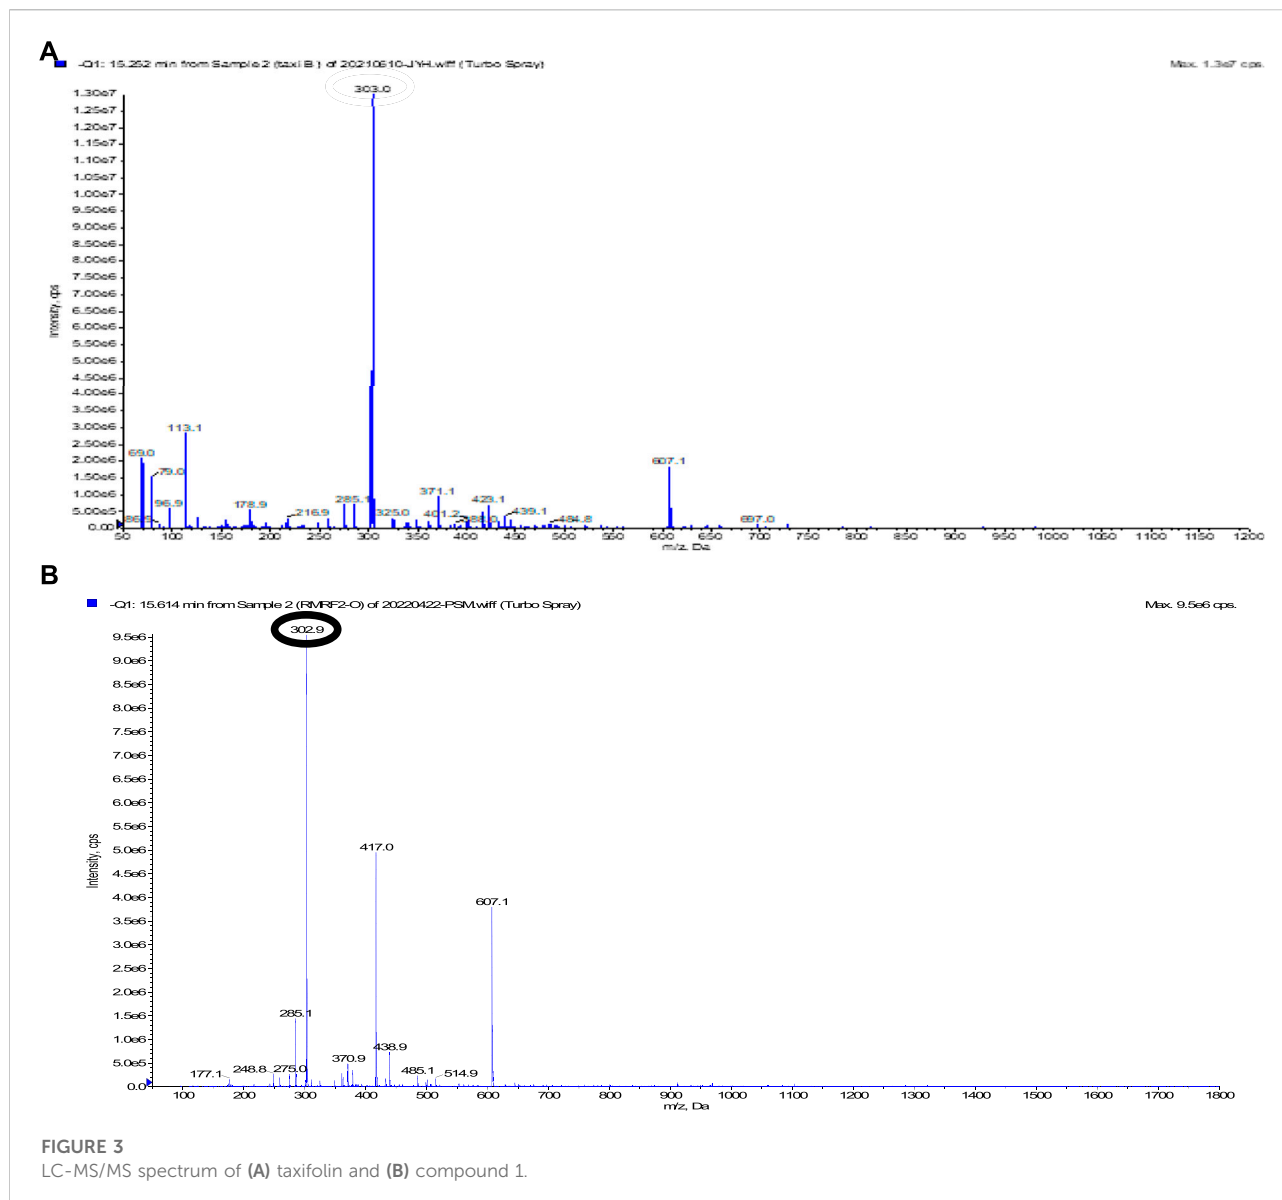 A
-Q1: 15.252 min from Sample 2 (taxi B ) of 20210610-JYH.wiff (Turbo Spray)
Max. 1.3e7 cps.
303.0
1.30e7
1.25e7
1.20e7
1.15e7
1.10e7
1.05e7
1.00e7
9.50e6
9.00e6
8.50e6
8.00e6
7.50e6
7.00e6
6.50e6
6.00e6
5.50e6
5.00e6
4.50e6
4.00e6
3.50e6
3.00e6
2.50e6
2.00e6
1.50e6
1.00e6
5.00e5
0.00
Intensity, cps
69.0
79.0
96.9
113.1
178.9
216.9
285.1
325.0
371.1
401.2
423.1
439.1
484.8
607.1
697.0
50 100 150 200 250 300 350 400 450 500 550 600 650 700 750 800 850 900 950 1000 1050 1100 1150 1200
m/z, Da
B
-Q1: 15.614 min from Sample 2 (RMRF2-O) of 20220422-PSM.wiff (Turbo Spray)
Max. 9.5e6 cps.
302.9
9.5e6
9.0e6
8.5e6
8.0e6
7.5e6
7.0e6
6.5e6
6.0e6
5.5e6
5.0e6
4.5e6
4.0e6
3.5e6
3.0e6
2.5e6
2.0e6
1.5e6
1.0e6
5.0e5
0.0
Intensity, cps
177.1
248.8
275.0
285.1
370.9
417.0
438.9
485.1
514.9
607.1
100 200 300 400 500 600 700 800 900 1000 1100 1200 1300 1400 1500 1600 1700 1800
m/z, Da
FIGURE 3
LC-MS/MS spectrum of (A) taxifolin and (B) compound 1.